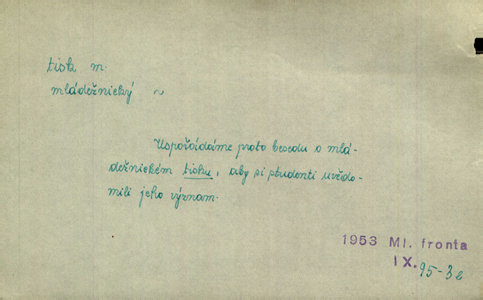 tisk m.
mládežnický ~
Uspořádáme proto besedu o mlá-
dežnickém tisku, aby si studenti uvědo-
mili jeho význam.
1953 Ml. fronta
IX. 95-3e